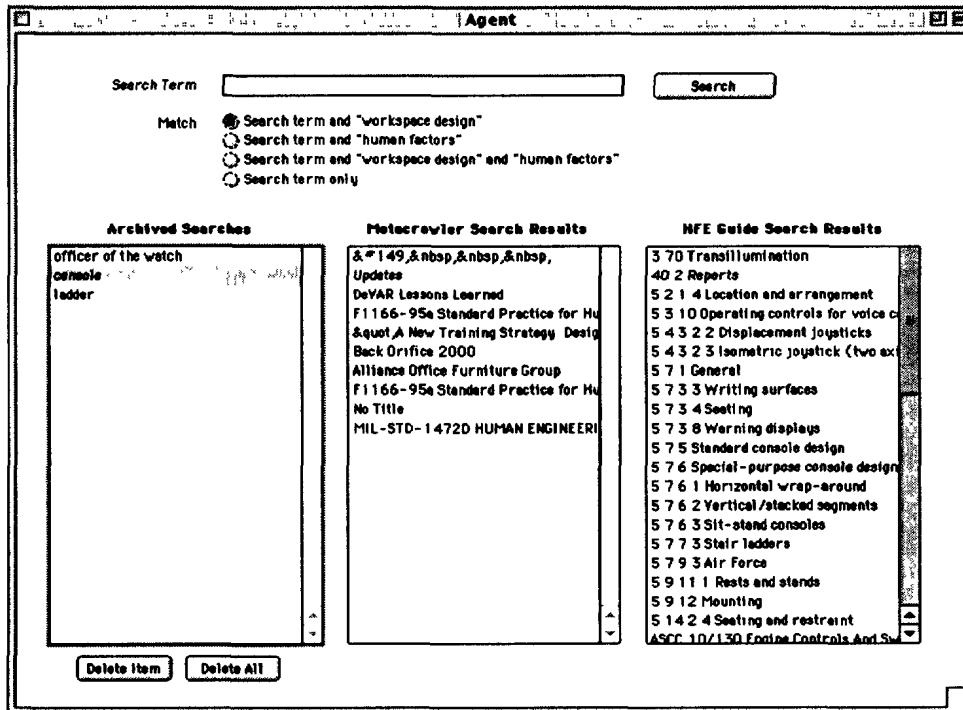 Agent
Search Term
Search
Match
Search term and "workspace design"
Search term and "human factors"
Search term and "workspace design" and "human factors"
Search term only
Archived Searches
officer of the watch
console
ladder
Delete Item
Delete All
Metacrawler Search Results
&#149,&nbsp,&nbsp,&nbsp,
Updates
DeVAR Lessons Learned
F1166-95a Standard Practice for Hu
&quot,A New Training Strategy Desig
Back Orifice 2000
Alliance Office Furniture Group
F1166-95a Standard Practice for Hu
No Title
MIL-STD-1472D HUMAN ENGINEERI
HFE Guide Search Results
3 70 Transillumination
40 2 Reports
5 2 1 4 Location and arrangement
5 3 10 Operating controls for voice c
5 4 3 2 2 Displacement joysticks
5 4 3 2 3 Isometric joystick (two axi
5 7 1 General
5 7 3 3 Writing surfaces
5 7 3 4 Seating
5 7 3 8 Warning displays
5 7 5 Standard console design
5 7 6 Special-purpose console design
5 7 6 1 Horizontal wrap-around
5 7 6 2 Vertical/stacked segments
5 7 6 3 Sit-stand consoles
5 7 7 3 Stair ladders
5 7 9 3 Air Force
5 9 11 1 Rests and stands
5 9 12 Mounting
5 14 2 4 Seating and restraint
ASCC 10/130 Engine Controls And Sw